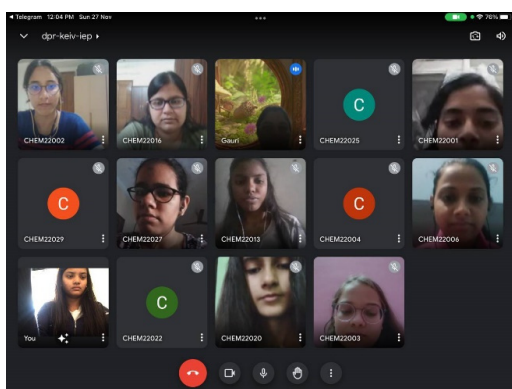 Telegram 12:04 PM Sun 27 Nov
76%
dpr-keiv-iep
CHEM22002
CHEM22016
Gauri
C
CHEM22025
CHEM22001
C
CHEM22029
CHEM22027
CHEM22013
C
CHEM22004
CHEM22006
You
C
CHEM22022
CHEM22020
CHEM22003